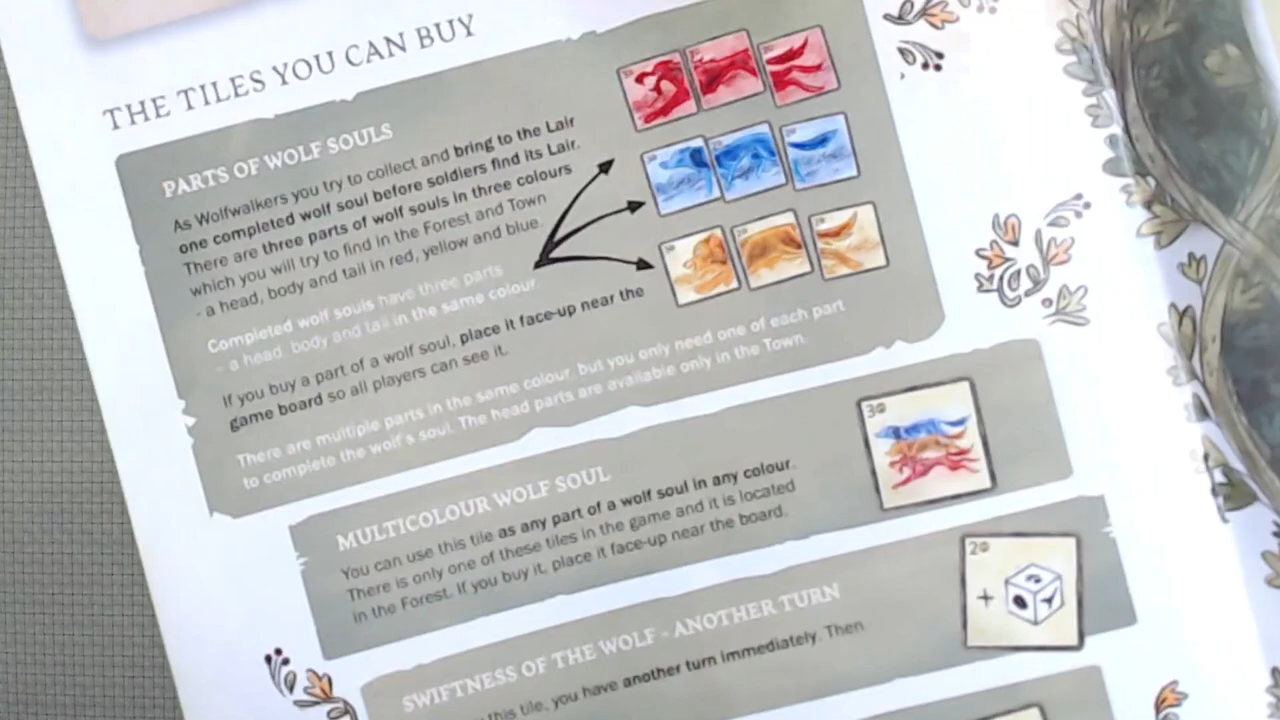 THE TILES YOU CAN BUY
PARTS OF WOLF SOULS
As Wolfwalkers you try to collect and bring to the Lair
one completed wolf soul before soldiers find its Lair.
There are three parts of wolf souls in three colours
which you will try to find in the Forest and Town
- a head, body and tail in red, yellow and blue.
Completed wolf souls have three parts
- a head, body and tail in the same colour
If you buy a part of a wolf soul, place it face-up near the
game board so all players can see it.
There are multiple parts in the same colour, but you only need one of each part
to complete the wolf's soul. The head parts are available only in the Town.
MULTICOLOUR WOLF SOUL
You can use this tile as any part of a wolf soul in any colour.
There is only one of these tiles in the game and it is located
in the Forest. If you buy it, place it face-up near the board.
3
SWIFTNESS OF THE WOLF - ANOTHER TURN
this tile, you have another turn immediately. Then
2
+